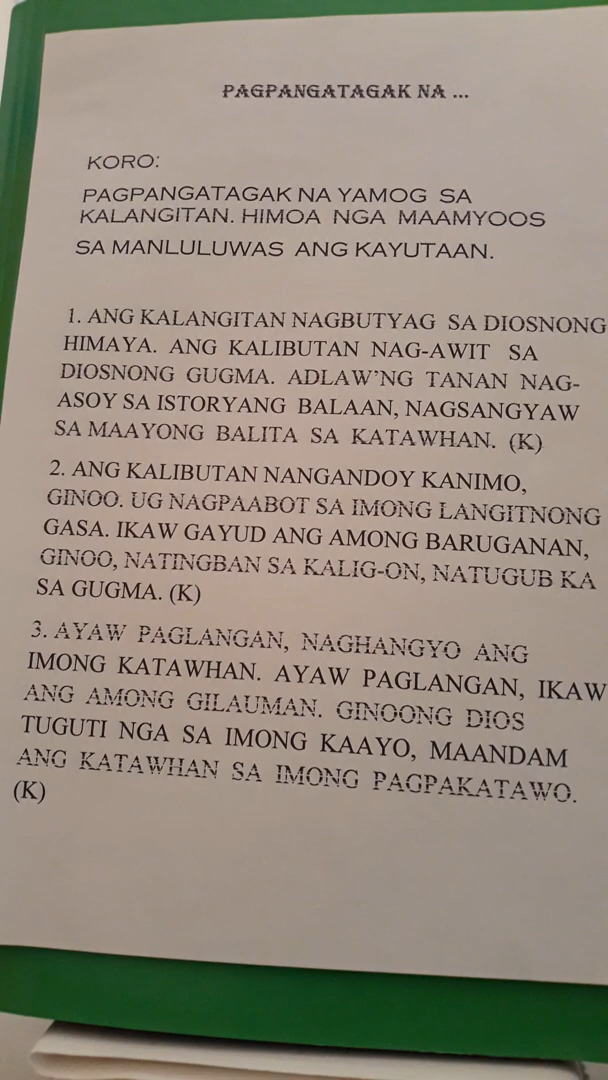 PAGPANGATAGAK NA ...
KORO:
PAGPANGATAGAK NA YAMOG SA
KALANGITAN. HIMOA NGA MAAMYOOS
SA MANLULUWAS ANG KAYUTAAN.
1. ANG KALANGITAN NAGBUTYAG SA DIOSNONG
HIMAYA. ANG KALIBUTAN NAG-AWIT SA
DIOSNONG GUGMA. ADLAW'NG TANAN NAG-
ASOY SA ISTORYANG BALAAN, NAGSANGYAW
SA MAAYONG BALITA SA KATAWHAN. (K)
2. ANG KALIBUTAN NANGANDOY KANIMO,
GINOO. UG NAGPAABOT SA IMONG LANGITNONG
GASA. IKAW GAYUD ANG AMONG BARUGANAN,
GINOO, NATINGBAN SA KALIG-ON, NATUGUB KA
SA GUGMA. (K)
3. AYAW PAGLANGAN, NAGHANGYO ANG
IMONG KATAWHAN. AYAW PAGLANGAN, IKAW
ANG AMONG GILAUMAN. GINOONG DIOS
TUGUTI NGA SA IMONG KAAYO, MAANDAM
ANG KATAWHAN SA IMONG PAGPAKATAWO.
(K)